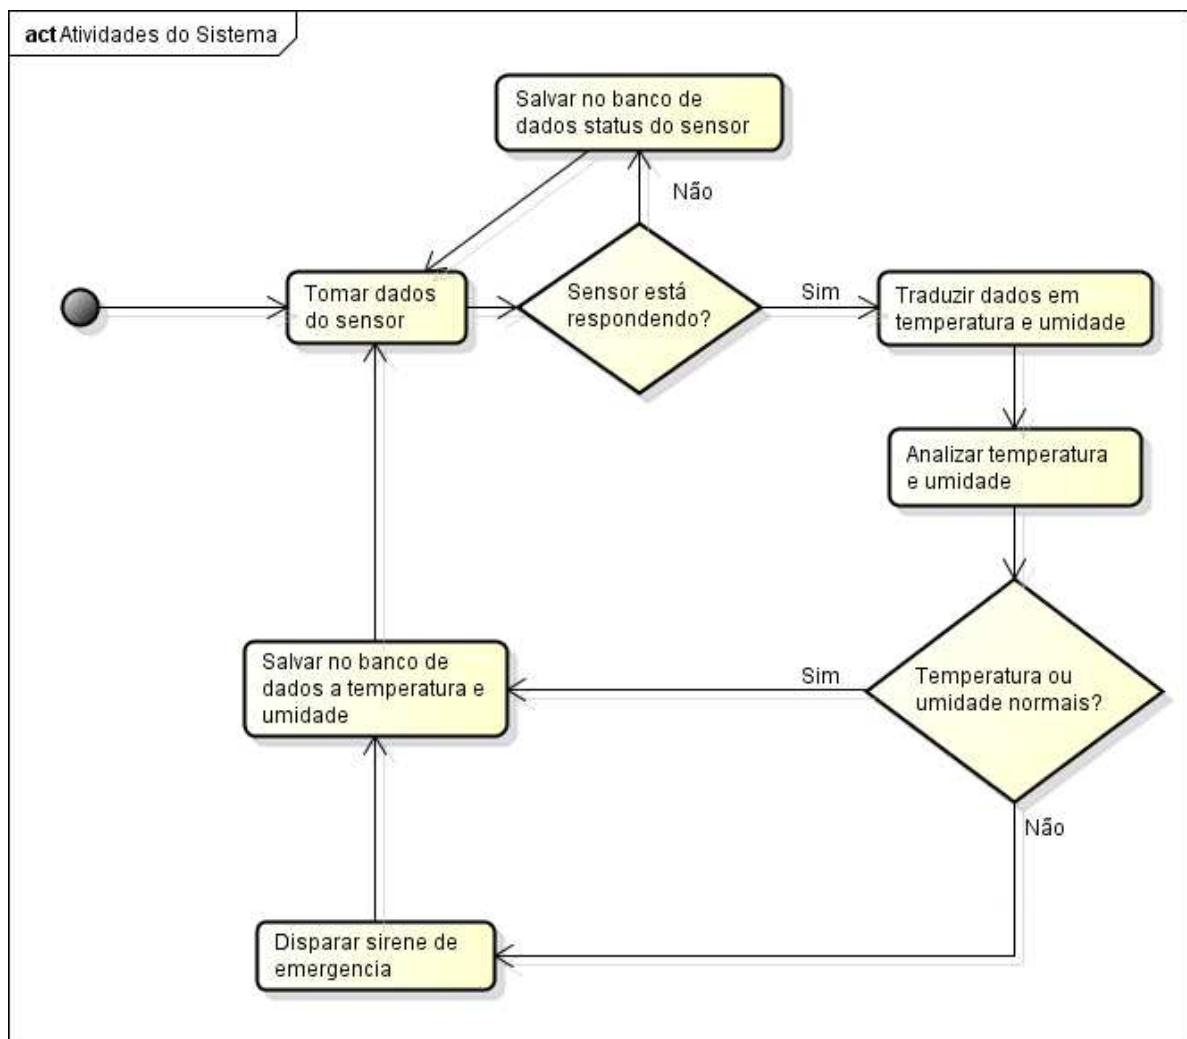 act Atividades do Sistema
Salvar no banco de
dados status do sensor
Não
Tomar dados
do sensor
Sensor está
respondendo?
Sim
Traduzir dados em
temperatura e umidade
Analizar temperatura
e umidade
Salvar no banco de
dados a temperatura e
umidade
Sim
Temperatura ou
umidade normais?
Não
Disparar sirene de
emergencia